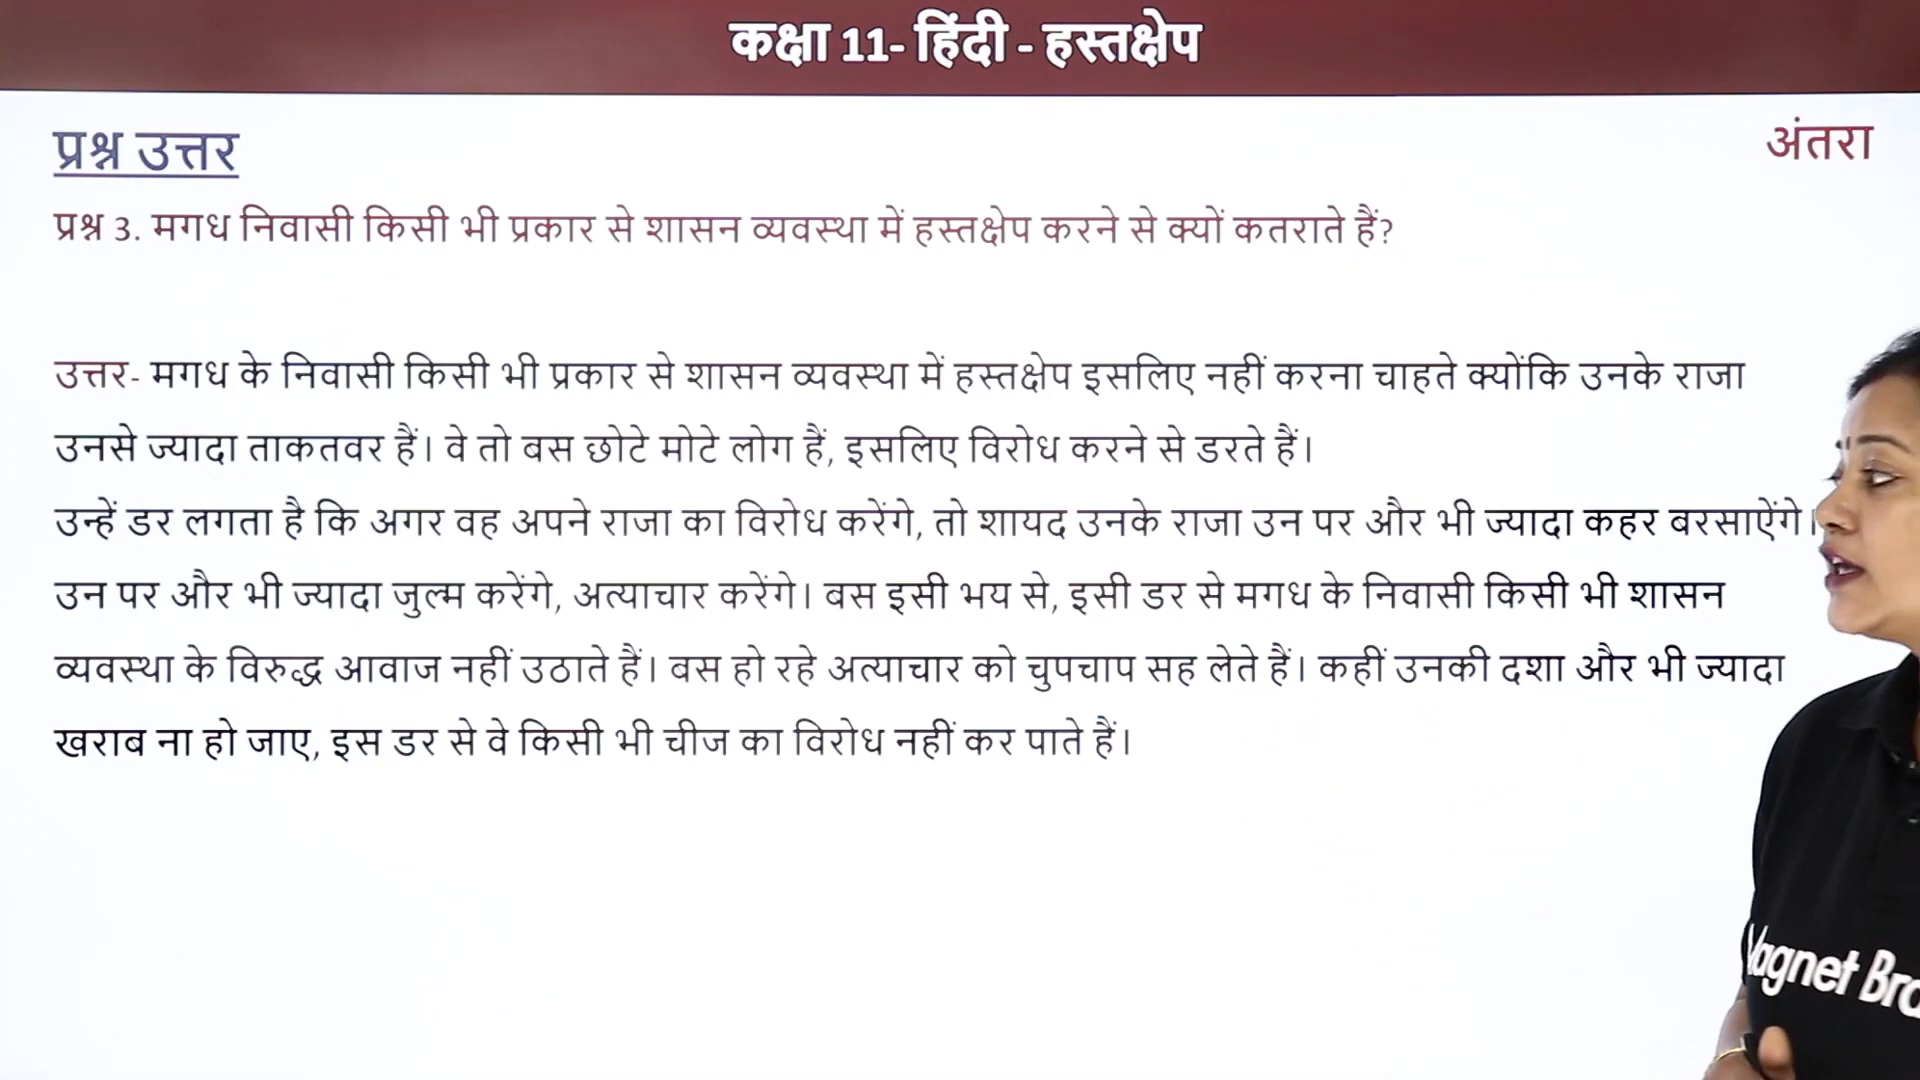 कक्षा 11- हिंदी - हस्तक्षेप
प्रश्न उत्तर
अंतरा
प्रश्न 3. मगध निवासी किसी भी प्रकार से शासन व्यवस्था में हस्तक्षेप करने से क्यों कतराते हैं?
उत्तर- मगध के निवासी किसी भी प्रकार से शासन व्यवस्था में हस्तक्षेप इसलिए नहीं करना चाहते क्योंकि उनके राजा
उनसे ज्यादा ताकतवर हैं। वे तो बस छोटे मोटे लोग हैं, इसलिए विरोध करने से डरते हैं।
उन्हें डर लगता है कि अगर वह अपने राजा का विरोध करेंगे, तो शायद उनके राजा उन पर और भी ज्यादा कहर बरसाऐंगे।
उन पर और भी ज्यादा जुल्म करेंगे, अत्याचार करेंगे। बस इसी भय से, इसी डर से मगध के निवासी किसी भी शासन
व्यवस्था के विरुद्ध आवाज नहीं उठाते हैं। बस हो रहे अत्याचार को चुपचाप सह लेते हैं। कहीं उनकी दशा और भी ज्यादा
खराब ना हो जाए, इस डर से वे किसी भी चीज का विरोध नहीं कर पाते हैं।